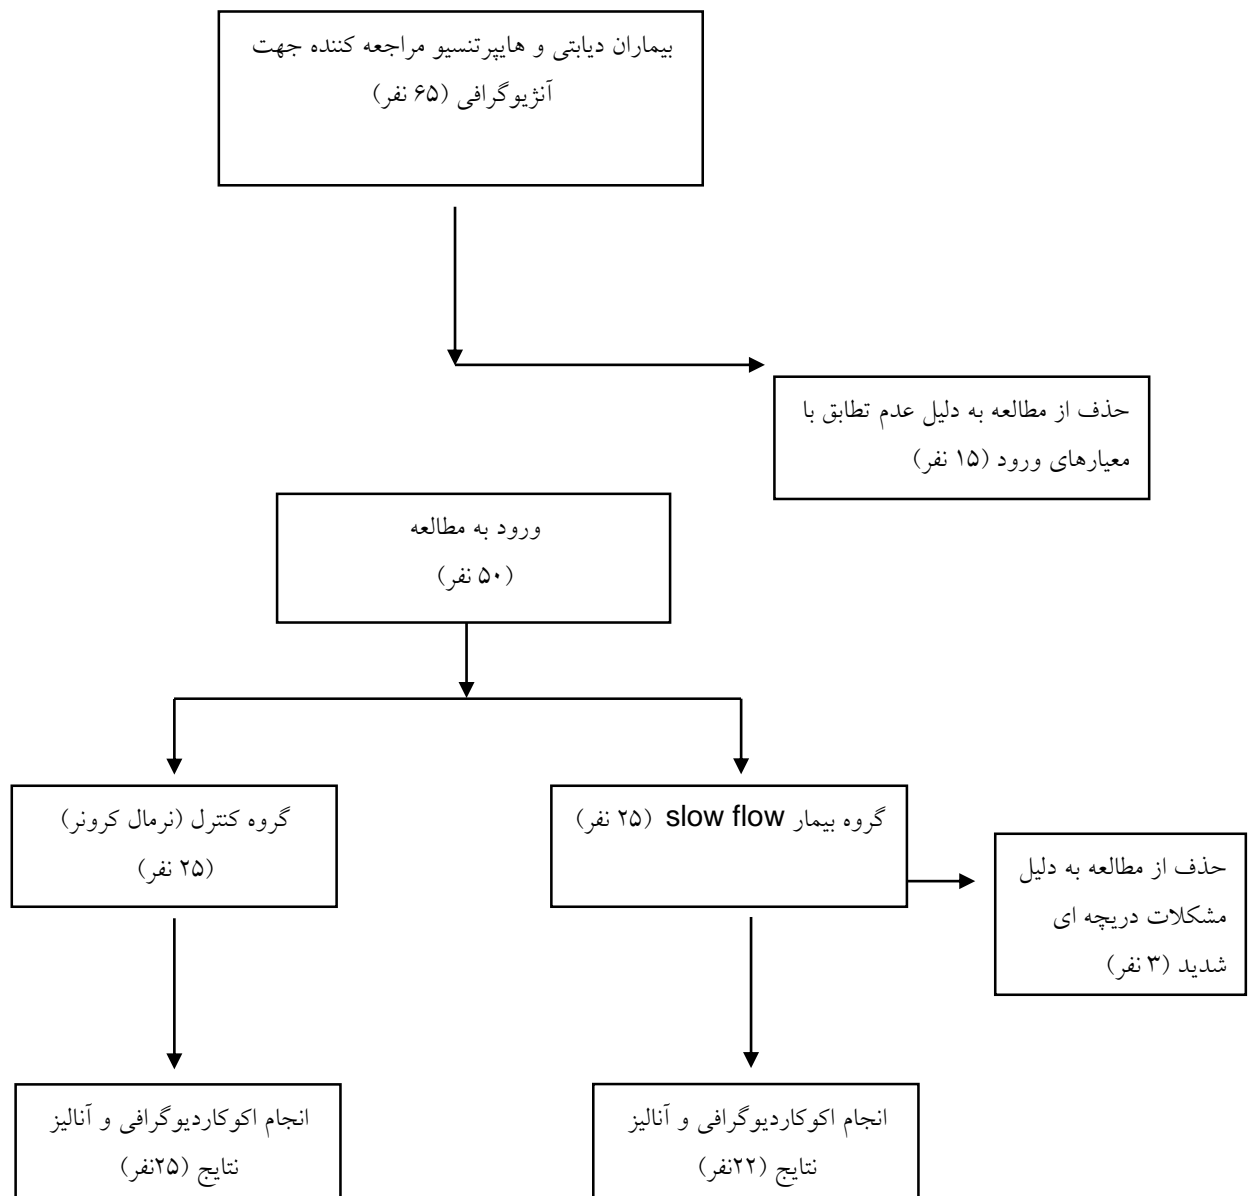 بیماران دیابتی و هایپرتنسیو مراجعه کننده جهت
آنژیوگرافی (۶۵ نفر)
حذف از مطالعه به دلیل عدم تطابق با
معیارهای ورود (۱۵ نفر)
ورود به مطالعه
(۵۰ نفر)
گروه بیمار slow flow (۲۵ نفر)
گروه کنترل (نرمال کرونر)
(۲۵ نفر)
حذف از مطالعه به دلیل
مشکلات دریچه ای
شدید (۳ نفر)
انجام اکوکاردیوگرافی و آنالیز
نتایج (۲۲نفر)
انجام اکوکاردیوگرافی و آنالیز
نتایج (۲۵نفر)